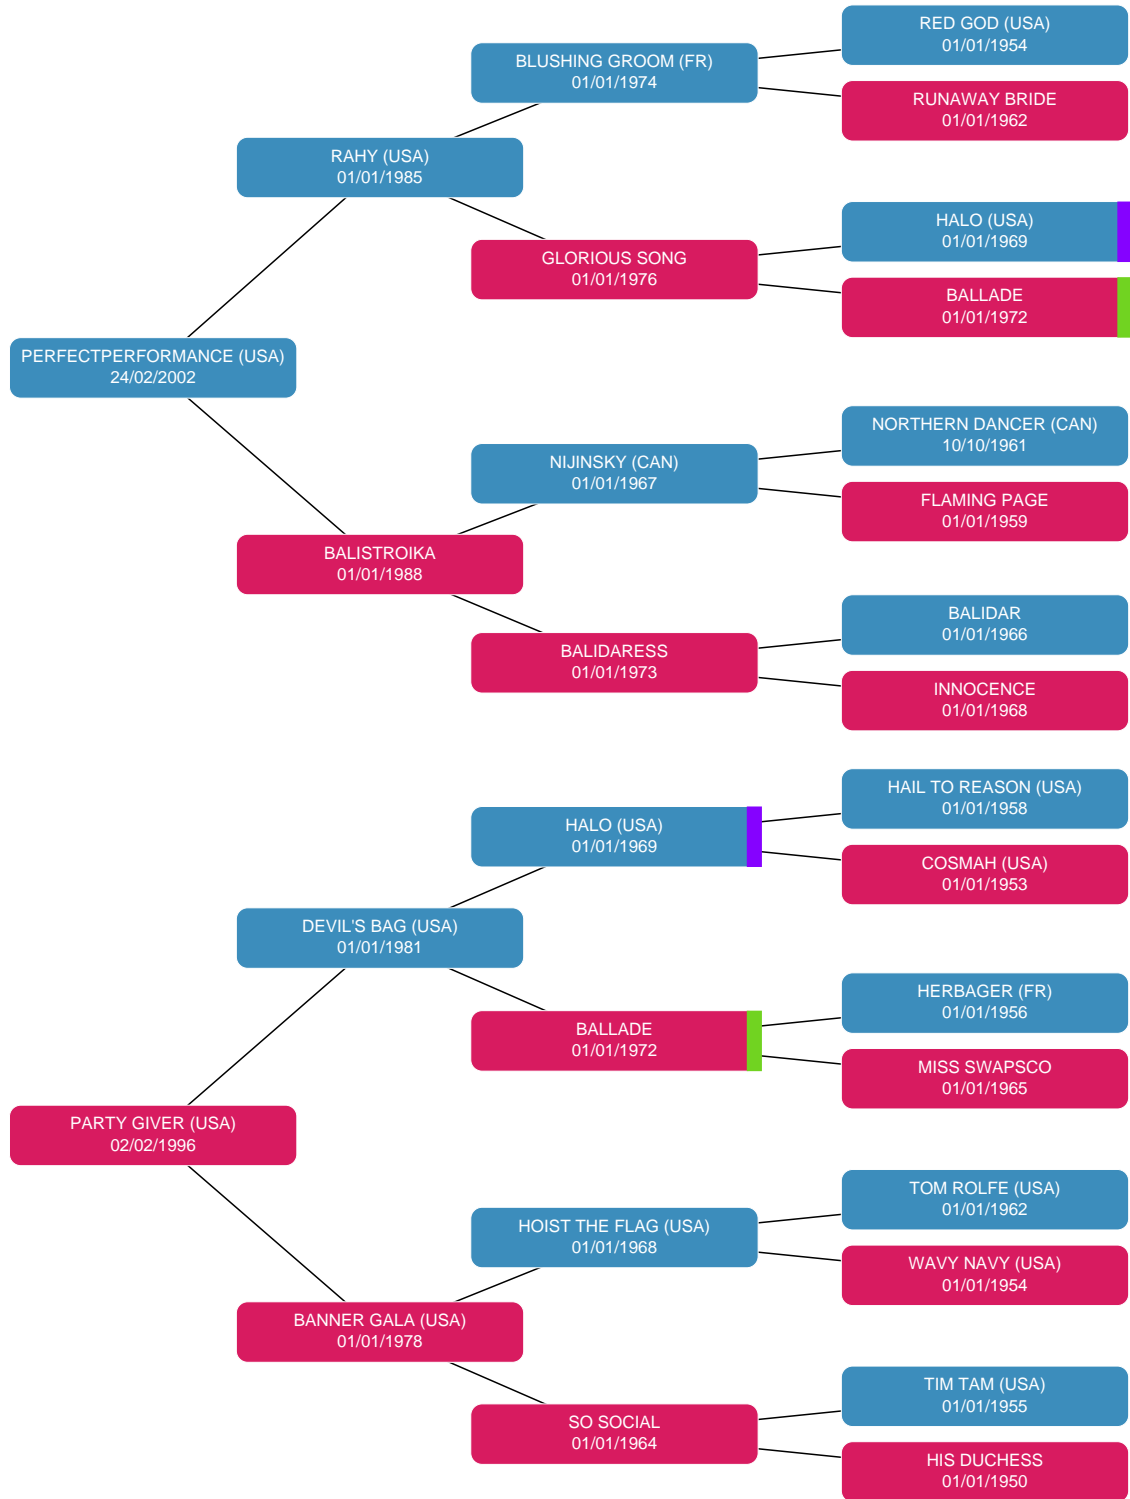 RED GOD (USA)
01/01/1954
BLUSHING GROOM (FR)
01/01/1974
RUNAWAY BRIDE
01/01/1962
RAHY (USA)
01/01/1985
HALO (USA)
01/01/1969
GLORIOUS SONG
01/01/1976
BALLADE
01/01/1972
PERFECTPERFORMANCE (USA)
24/02/2002
NORTHERN DANCER (CAN)
10/10/1961
NIJINSKY (CAN)
01/01/1967
FLAMING PAGE
01/01/1959
BALISTROIKA
01/01/1988
BALIDAR
01/01/1966
BALIDARESS
01/01/1973
INNOCENCE
01/01/1968
HAIL TO REASON (USA)
01/01/1958
HALO (USA)
01/01/1969
COSMAH (USA)
01/01/1953
DEVIL'S BAG (USA)
01/01/1981
HERBAGER (FR)
01/01/1956
BALLADE
01/01/1972
MISS SWAPSCO
01/01/1965
PARTY GIVER (USA)
02/02/1996
TOM ROLFE (USA)
01/01/1962
HOIST THE FLAG (USA)
01/01/1968
WAVY NAVY (USA)
01/01/1954
BANNER GALA (USA)
01/01/1978
TIM TAM (USA)
01/01/1955
SO SOCIAL
01/01/1964
HIS DUCHESS
01/01/1950